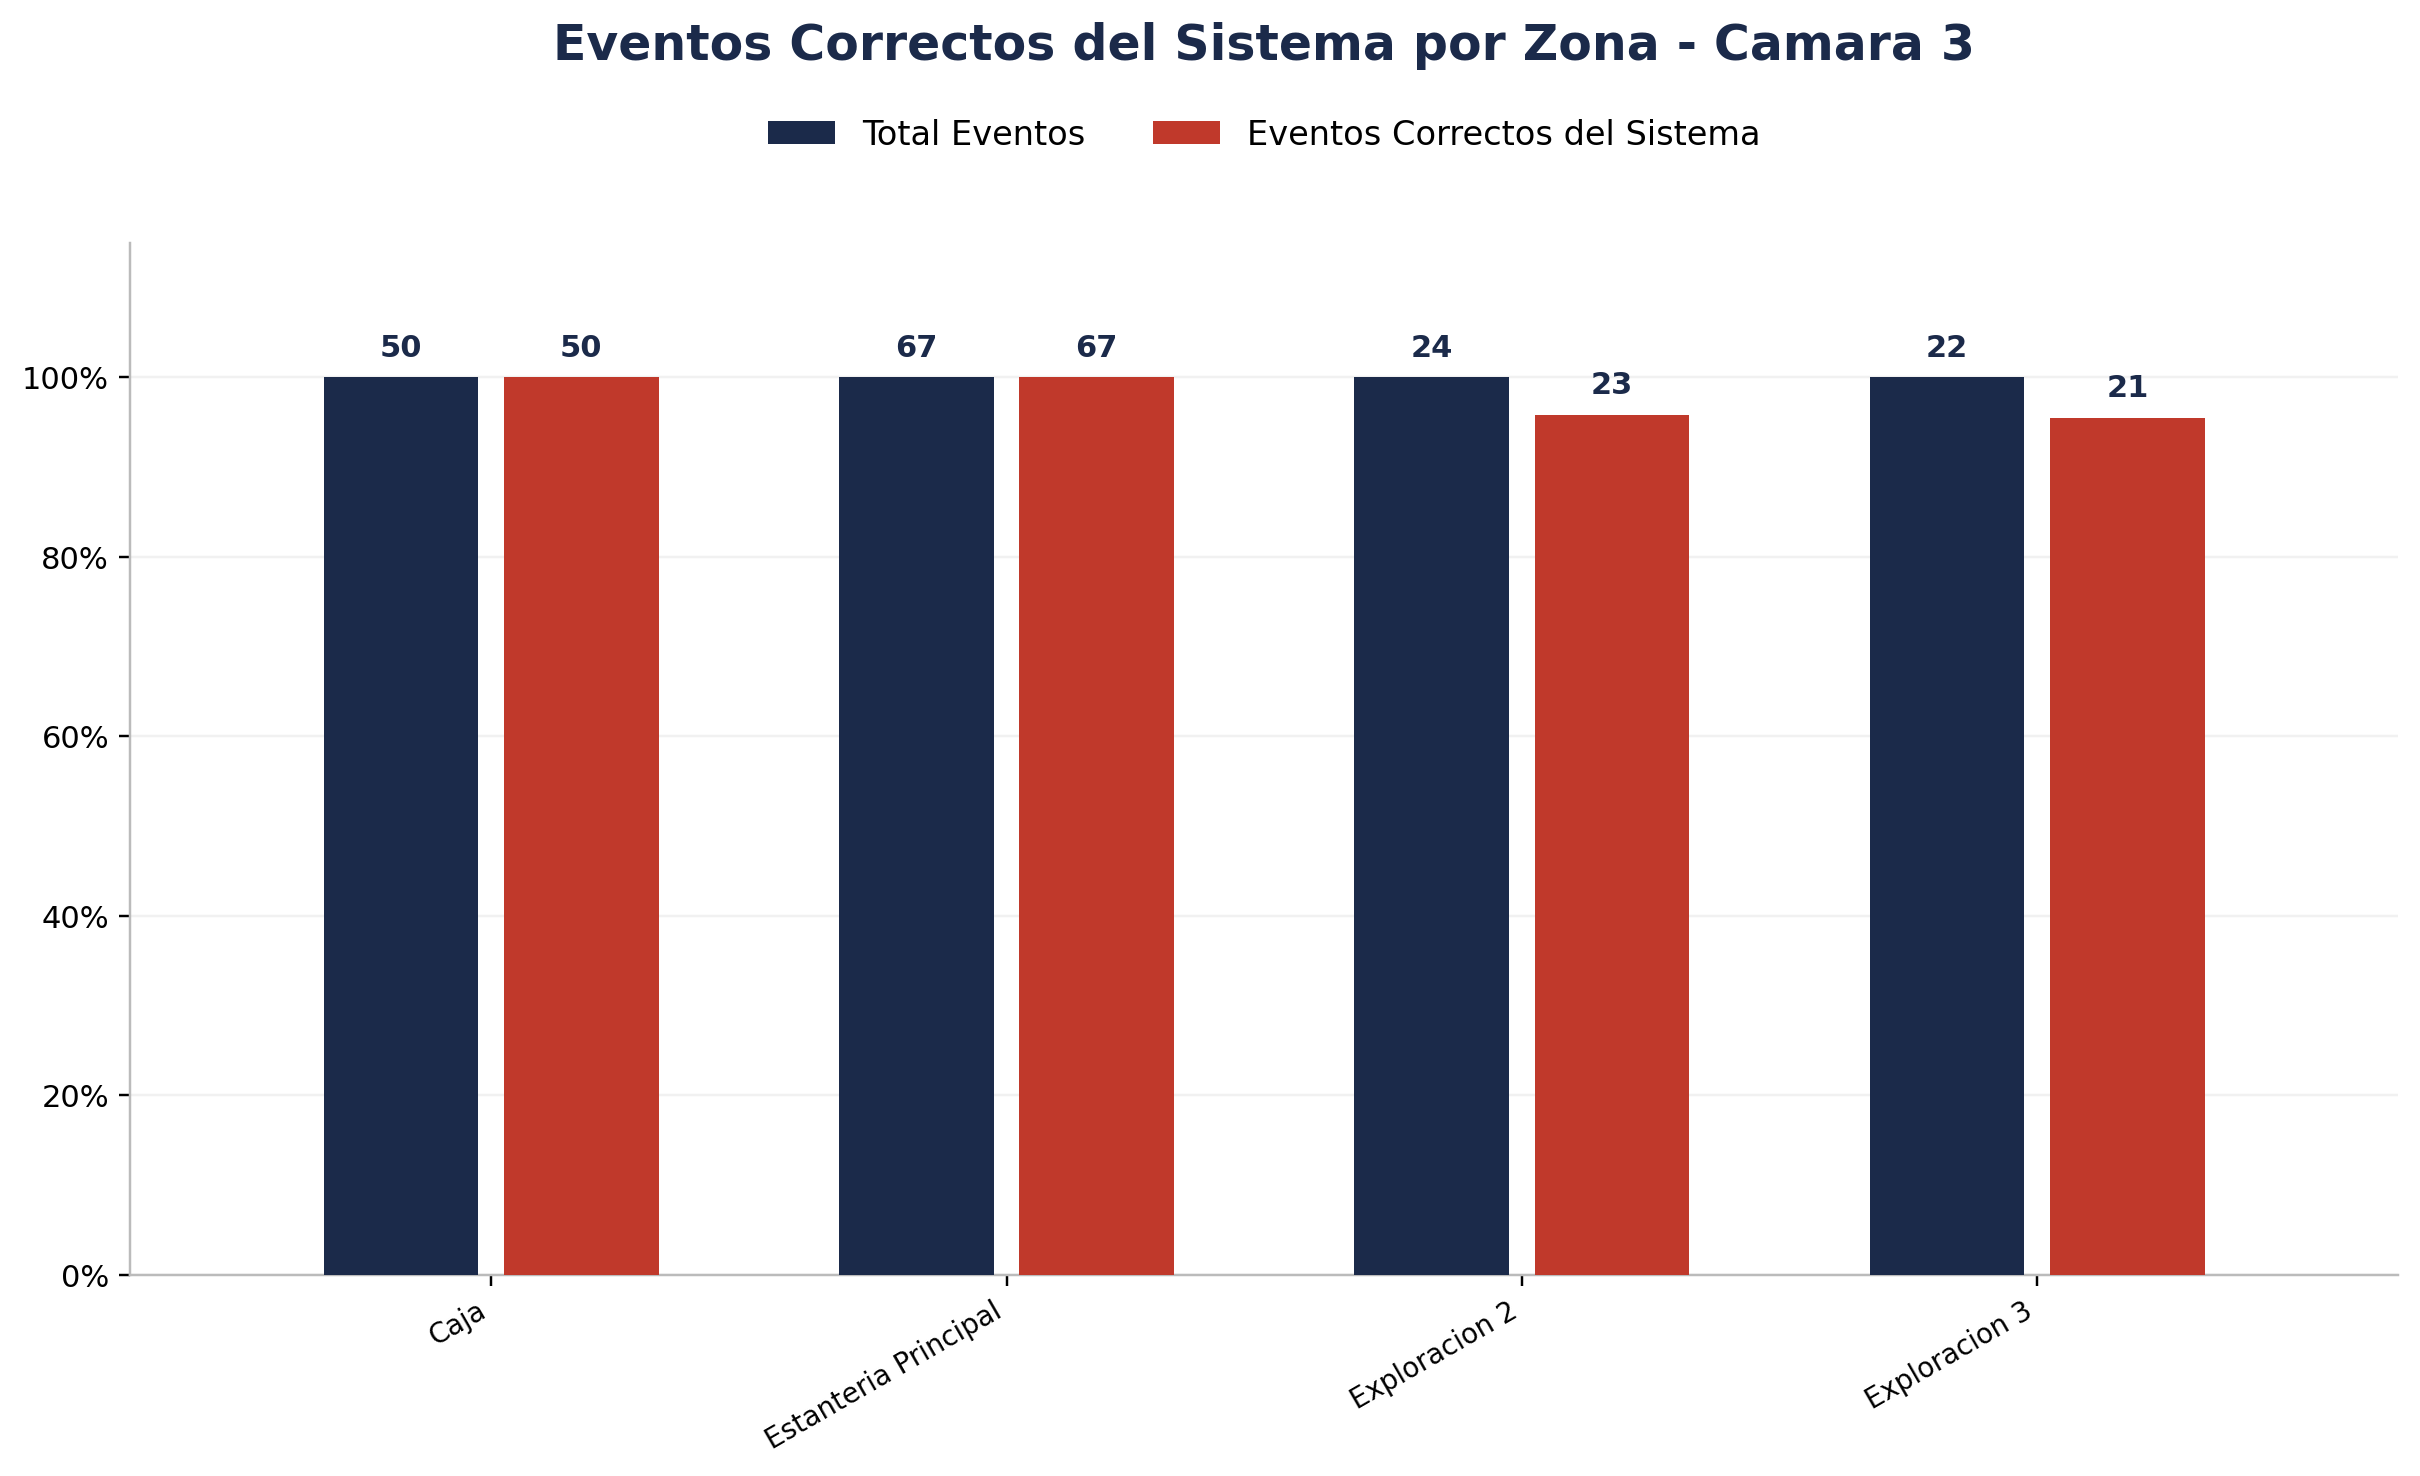 Eventos Correctos del Sistema por Zona - Camara 3
Total Eventos
Eventos Correctos del Sistema
50
50
67
67
24
23
22
21
100%
80%
60%
40%
20%
0%
Caja
Estanteria Principal
Exploracion 2
Exploracion 3